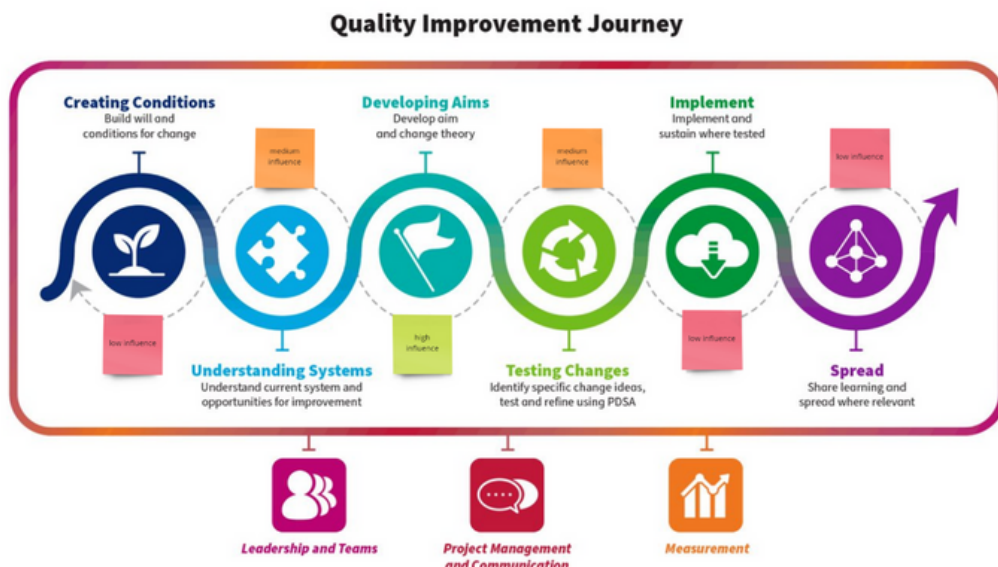 Quality Improvement Journey
Creating Conditions
Build will and
conditions for change
medium
influence
Developing Aims
Develop aim
and change theory
medium
influence
Implement
Implement and
sustain where tested
low influence
low influence
Understanding Systems
Understand current system and
opportunities for improvement
high
influence
Testing Changes
Identify specific change ideas,
test and refine using PDSA
low influence
Spread
Share learning and
spread where relevant
Leadership and Teams
Project Management
and Communication
Measurement